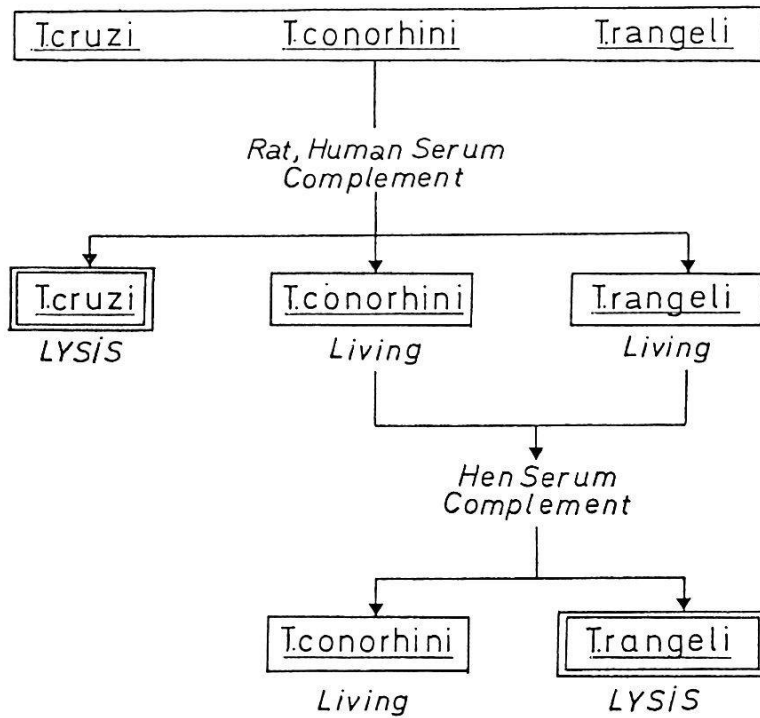 T.cruzi T.conorhini T.rangeli
Rat, Human Serum
Complement
T.cruzi T.conorhini T.rangeli
LYSIS Living Living
Hen Serum
Complement
T.conorhini T.rangeli
Living LYSIS